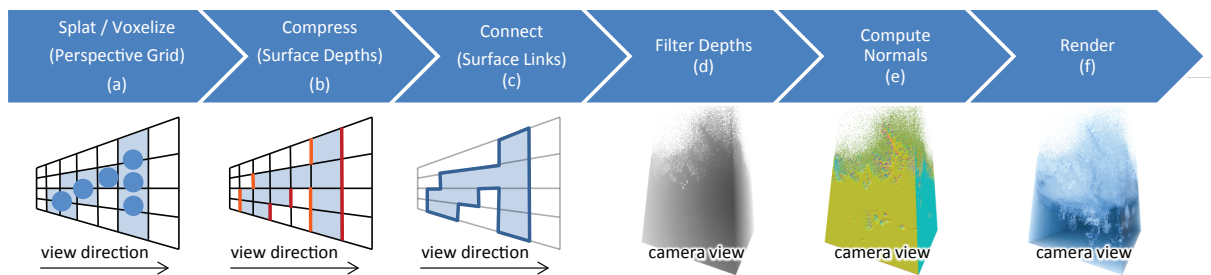 Splat / Voxelize
(Perspective Grid)
(a)
Compress
(Surface Depths)
(b)
Connect
(Surface Links)
(c)
Filter Depths
(d)
Compute
Normals
(e)
Render
(f)
view direction
view direction
view direction
camera view
camera view
camera view